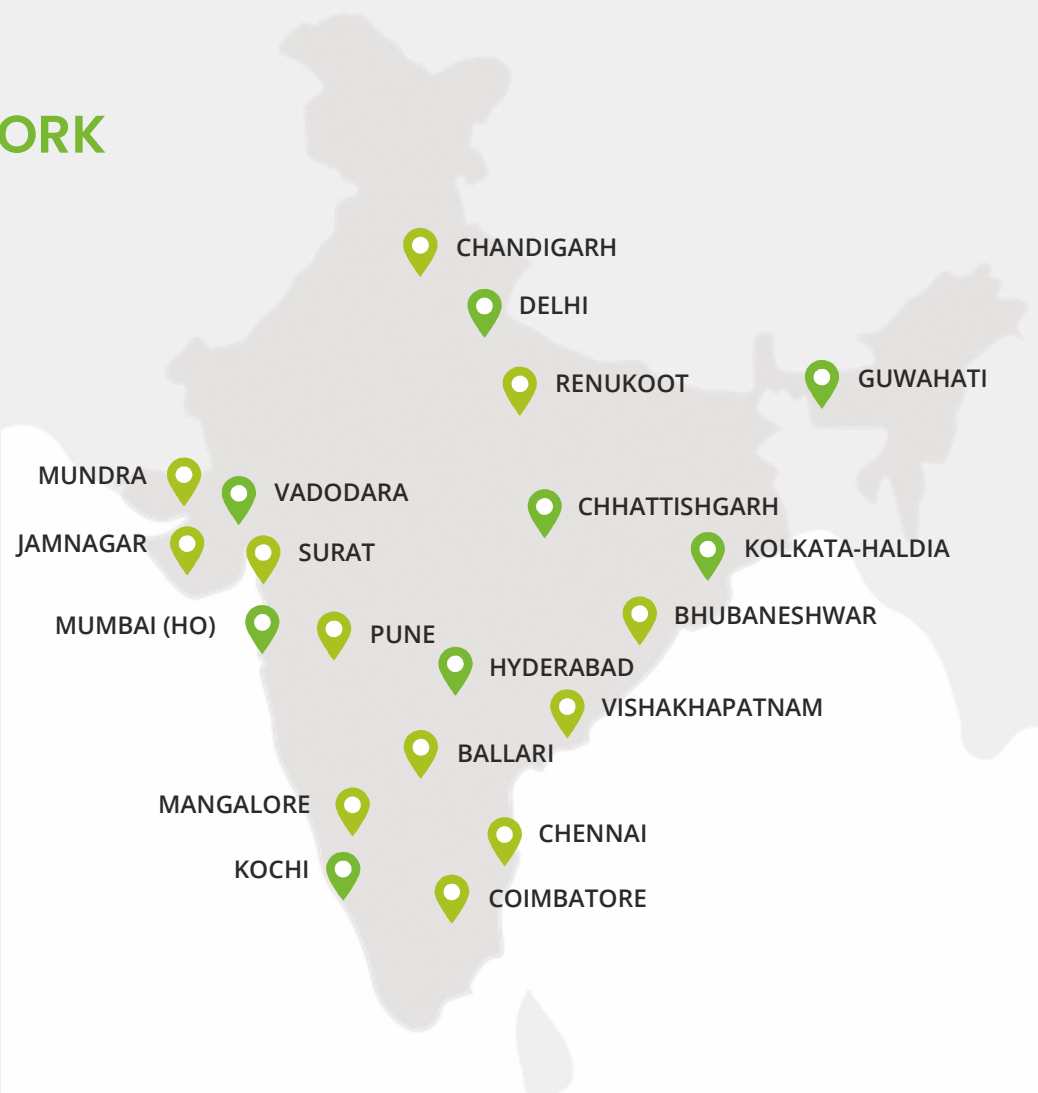 ORK
CHANDIGARH
DELHI
RENUKOOT
GUWAHATI
MUNDRA
VADODARA
CHHATTISHGARH
JAMNAGAR
SURAT
KOLKATA-HALDIA
MUMBAI (HO)
PUNE
BHUBANESHWAR
HYDERABAD
VISHAKHAPATNAM
BALLARI
MANGALORE
CHENNAI
KOCHI
COIMBATORE